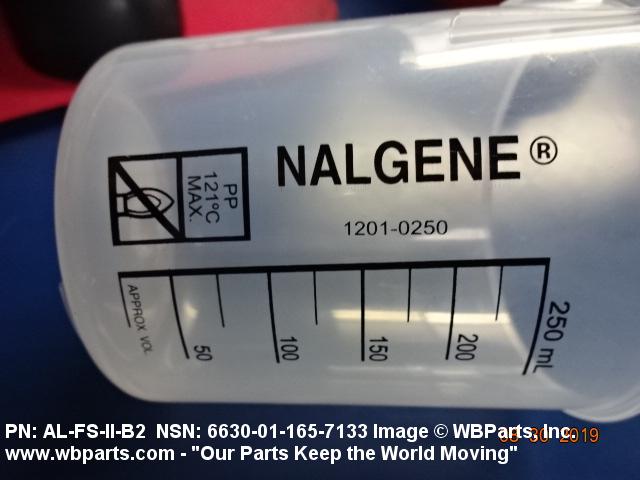 NALGENE®
PP
121°C
MAX.
1201-0250
APPROX. VOL.
50
100
150
200
250 mL
PN: AL-FS-II-B2 NSN: 6630-01-165-7133 Image © WBParts, Inc.
08 30 2019
www.wbparts.com - "Our Parts Keep the World Moving"